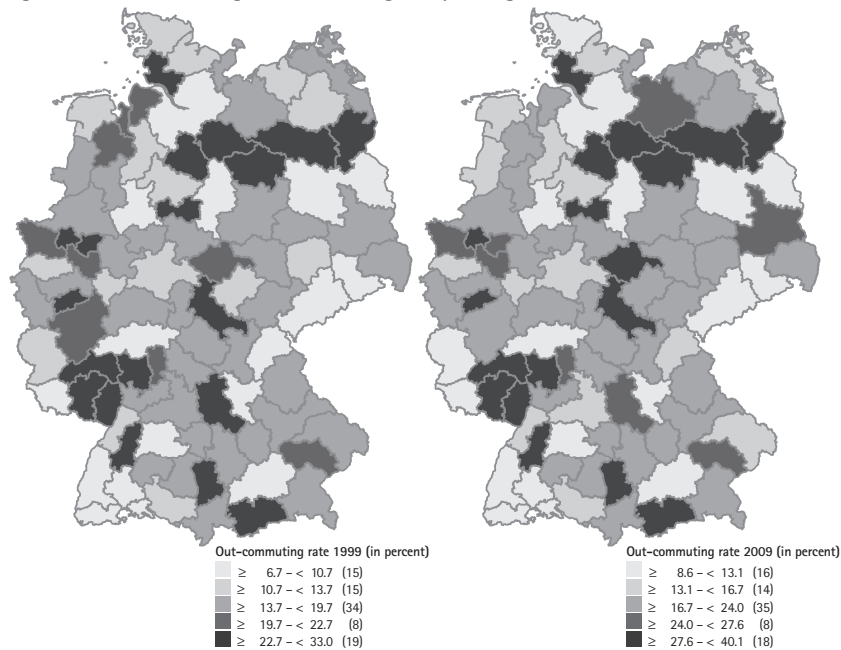 Out-commuting rate 1999 (in percent)
≥ 6.7 – < 10.7 (15)
≥ 10.7 – < 13.7 (15)
≥ 13.7 – < 19.7 (34)
≥ 19.7 – < 22.7 (8)
≥ 22.7 – < 33.0 (19)
Out-commuting rate 2009 (in percent)
≥ 8.6 – < 13.1 (16)
≥ 13.1 – < 16.7 (14)
≥ 16.7 – < 24.0 (35)
≥ 24.0 – < 27.6 (8)
≥ 27.6 – < 40.1 (18)